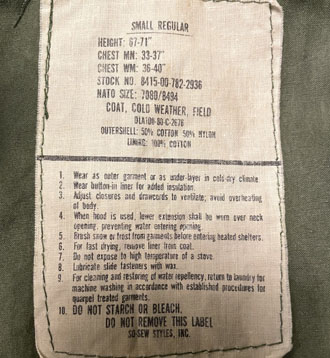 SMALL REGULAR
HEIGHT: 67-71"
CHEST MN: 33-37"
CHEST WM: 36-40"
STOCK NO. 8415-00-782-2936
NATO SIZE: 7080/8494
COAT, COLD WEATHER, FIELD
DLA100-80-C-2676
OUTERSHELL: 50% COTTON 50% NYLON
LINING: 100% COTTON
1. Wear as outer garment or as under-layer in cold-dry climate.
2. Wear button-in liner for added insulation.
3. Adjust closures and drawcords to ventilate; avoid overheating
of body.
4. When hood is used, lower extension shall be worn over neck
opening, preventing water entering opening.
5. Brush snow or frost from garments before entering heated shelters.
6. For fast drying, remove liner from coat.
7. Do not expose to high temperature of a stove.
8. Lubricate slide fasteners with wax.
9. For cleaning and restoring of water repellency, return to laundry for
machine washing in accordance with established procedures for
quarpel treated garments.
10. DO NOT STARCH OR BLEACH.
DO NOT REMOVE THIS LABEL
SO-SEW STYLES, INC.